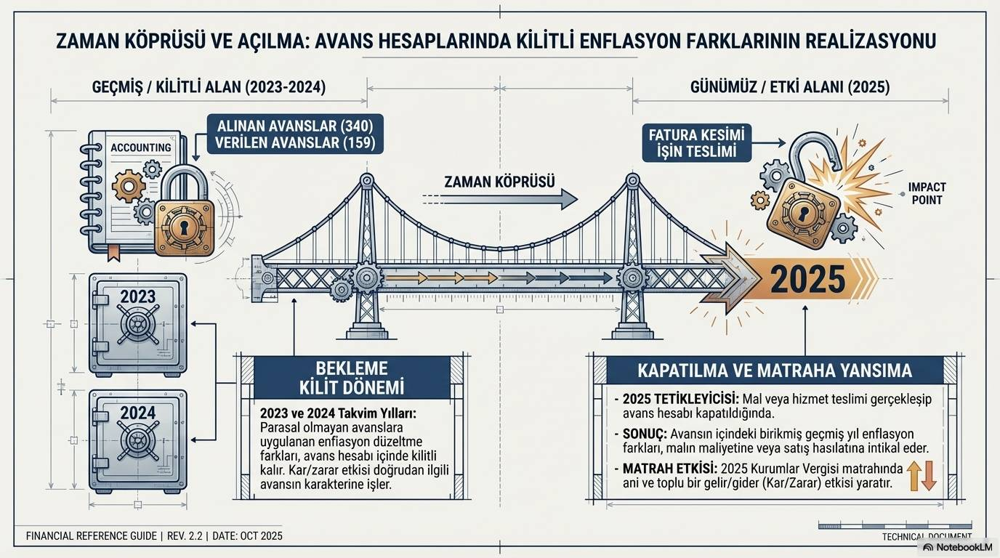 ZAMAN KÖPRÜSÜ VE AÇILMA: AVANS HESAPLARINDA KİLİTLİ ENFLASYON FARKLARININ REALİZASYONU
GEÇMİŞ / KİLİTLİ ALAN (2023-2024)
GÜNÜMÜZ / ETKİ ALANI (2025)
ACCOUNTING
ALINAN AVANSLAR (340)
VERİLEN AVANSLAR (159)
ZAMAN KÖPRÜSÜ
FATURA KESİMİ
İŞİN TESLİMİ
IMPACT
POINT
2025
2023
2024
BEKLEME
KİLİT DÖNEMİ
2023 ve 2024 Takvim Yılları:
Parasal olmayan avanslara
uygulanan enfiasyon düzeltme
farkları, avans hesabı içinde kilitli
kalır. Kar/zarar etkisi doğrudan ilgili
avansın karakterine işler.
KAPATILMA VE MATRAHA YANSIMA
- 2025 TETİKLEYİCİSİ: Mal veya hizmet teslimi gerçekleşip
avans hesabı kapatıldığında.
- SONUÇ: Avansın içindeki birikmiş geçmiş yıl enflasyon
farkları, malın maliyetine veya satış hasılatına intikal eder.
- MATRAH ETKİSİ: 2025 Kurumlar Vergisi matrahında
ani ve toplu bir gelir/gider (Kar/Zarar) etkisi yaratır.
FINANCIAL REFERENCE GUIDE | REV. 2.2 | DATE: OCT 2025
TECHNICAL DOCUMENT
NotebookLM